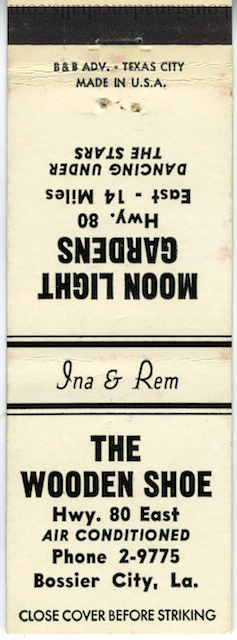 B & B ADV. - TEXAS CITY
MADE IN U.S.A.
MOON LIGHT
GARDENS
Hwy. 80
East - 14 Miles
DANCING UNDER
THE STARS
Ina & Rem
THE
WOODEN SHOE
Hwy. 80 East
AIR CONDITIONED
Phone 2-9775
Bossier City, La.
CLOSE COVER BEFORE STRIKING